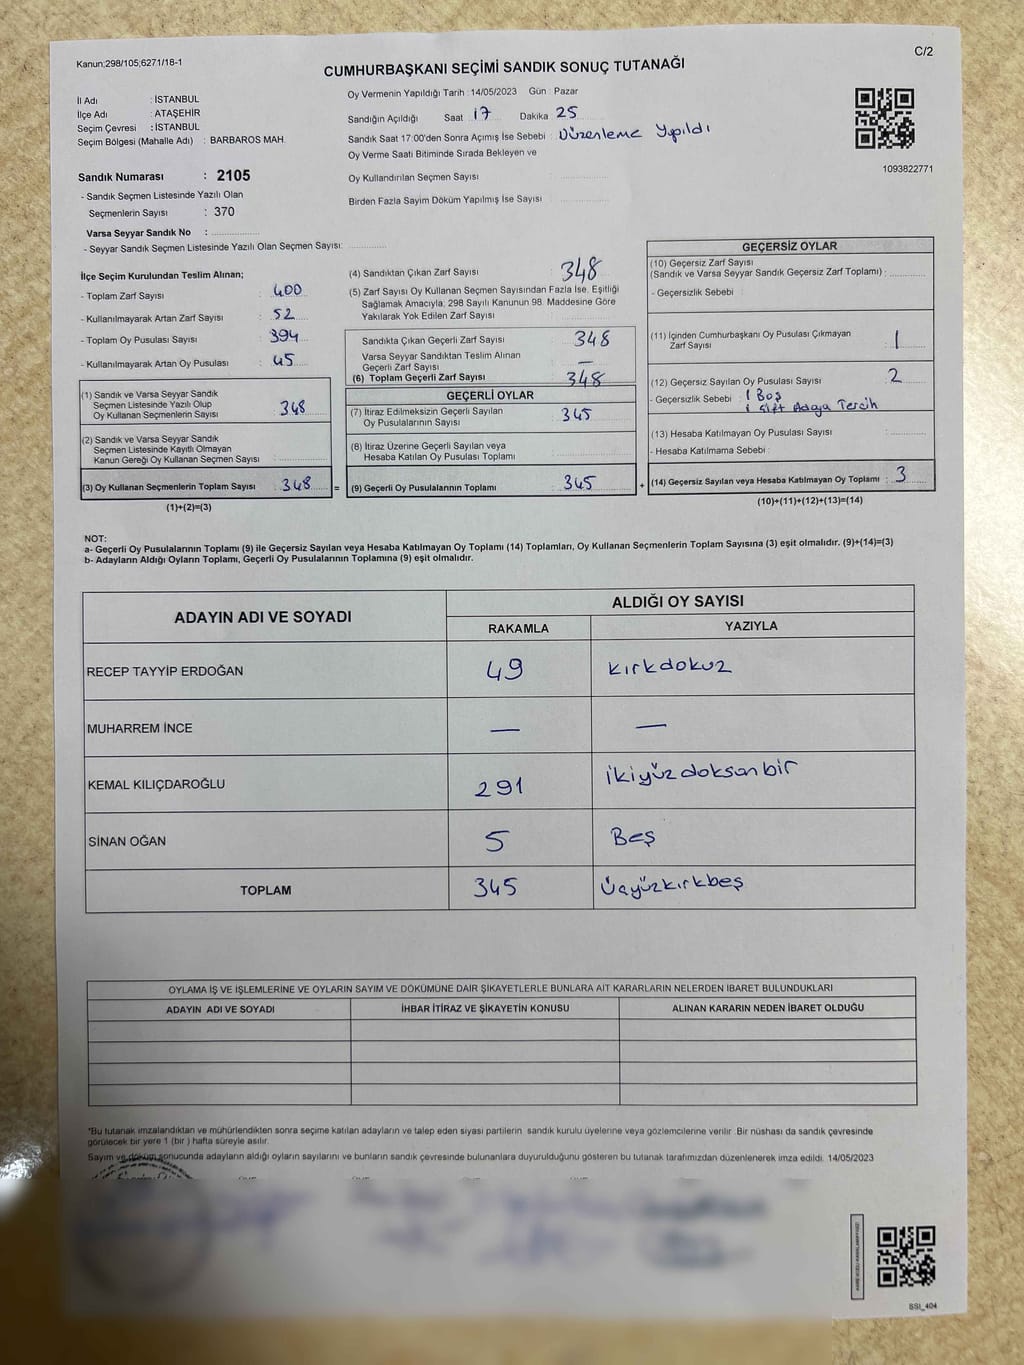 Kanun;298/105;6271/18-1
C/2
CUMHURBAŞKANI SEÇİMİ SANDIK SONUÇ TUTANAĞI
İl Adı : İSTANBUL
İlçe Adı : ATAŞEHİR
Seçim Çevresi : İSTANBUL
Seçim Bölgesi (Mahalle Adı) : BARBAROS MAH.
Sandık Numarası : 2105
- Sandık Seçmen Listesinde Yazılı Olan
Seçmenlerin Sayısı : 370
Varsa Seyyar Sandık No :
- Seyyar Sandık Seçmen Listesinde Yazılı Olan Seçmen Sayısı:
Oy Vermenin Yapıldığı Tarih : 14/05/2023 Gün : Pazar
Sandığın Açıldığı Saat 17 Dakika 25
Sandık Saat 17:00'den Sonra Açımış İse Sebebi : Düzenleme Yapıldı
Oy Verme Saati Bitiminde Sırada Bekleyen ve
Oy Kullandırılan Seçmen Sayısı :
Birden Fazla Sayım Döküm Yapılmış İse Sayısı :
1093822771
İlçe Seçim Kurulundan Teslim Alınan;
- Toplam Zarf Sayısı : 400
- Kullanılmayarak Artan Zarf Sayısı : 52
- Toplam Oy Pusulası Sayısı : 394
- Kullanılmayarak Artan Oy Pusulası : 45
(1) Sandık ve Varsa Seyyar Sandık
Seçmen Listesinde Yazılı Olup
Oy Kullanan Seçmenlerin Sayısı : 348
(2) Sandık ve Varsa Seyyar Sandık
Seçmen Listesinde Kayıtlı Olmayan
Kanun Gereği Oy Kullanan Seçmen Sayısı :
(3) Oy Kullanan Seçmenlerin Toplam Sayısı : 348 =
(1)+(2)=(3)
(4) Sandıktan Çıkan Zarf Sayısı : 348
(5) Zarf Sayısı Oy Kullanan Seçmen Sayısından Fazla İse, Eşitliği
Sağlamak Amacıyla; 298 Sayılı Kanunun 98. Maddesine Göre
Yakılarak Yok Edilen Zarf Sayısı :
Sandıkta Çıkan Geçerli Zarf Sayısı : 348
Varsa Seyyar Sandıktan Teslim Alınan
Geçerli Zarf Sayısı : —
(6) Toplam Geçerli Zarf Sayısı : 348
GEÇERLİ OYLAR
(7) İtiraz Edilmeksizin Geçerli Sayılan
Oy Pusulalarının Sayısı : 345
(8) İtiraz Üzerine Geçerli Sayılan veya
Hesaba Katılan Oy Pusulası Toplamı :
(9) Geçerli Oy Pusulalarının Toplamı : 345 +
GEÇERSİZ OYLAR
(10) Geçersiz Zarf Sayısı
(Sandık ve Varsa Seyyar Sandık Geçersiz Zarf Toplamı) :
- Geçersizlik Sebebi :
(11) İçinden Cumhurbaşkanı Oy Pusulası Çıkmayan
Zarf Sayısı : 1
(12) Geçersiz Sayılan Oy Pusulası Sayısı : 2
- Geçersizlik Sebebi : 1 Boş
1 Çift Adaya Tercih
(13) Hesaba Katılmayan Oy Pusulası Sayısı :
- Hesaba Katılmama Sebebi :
(14) Geçersiz Sayılan veya Hesaba Katılmayan Oy Toplamı : 3
(10)+(11)+(12)+(13)=(14)
NOT:
a- Geçerli Oy Pusulalarının Toplamı (9) ile Geçersiz Sayılan veya Hesaba Katılmayan Oy Toplamı (14) Toplamları, Oy Kullanan Seçmenlerin Toplam Sayısına (3) eşit olmalıdır. (9)+(14)=(3)
b- Adayların Aldığı Oyların Toplamı, Geçerli Oy Pusulalarının Toplamına (9) eşit olmalıdır.
ADAYIN ADI VE SOYADI ALDIĞI OY SAYISI
RAKAMLA YAZIYLA
RECEP TAYYİP ERDOĞAN 49 Kırkdokuz
MUHARREM İNCE — —
KEMAL KILIÇDAROĞLU 291 İkiyüzdoksanbir
SİNAN OĞAN 5 Beş
TOPLAM 345 Üçyüzkırkbeş
OYLAMA İŞ VE İŞLEMLERİNE VE OYLARIN SAYIM VE DÖKÜMÜNE DAİR ŞİKAYETLERLE BUNLARA AİT KARARLARIN NELERDEN İBARET BULUNDUKLARI
ADAYIN ADI VE SOYADI İHBAR İTİRAZ VE ŞİKAYETİN KONUSU ALINAN KARARIN NEDEN İBARET OLDUĞU
*Bu tutanak imzalandıktan ve mühürlendikten sonra seçime katılan adayların ve talep eden siyasi partilerin, sandık kurulu üyelerine veya gözlemcilerine verilir. Bir nüshası da sandık çevresinde
görülecek bir yere 1 (bir ) hafta süreyle asılır.
Sayım ve döküm sonucunda adayların aldığı oyların sayılarını ve bunların sandık çevresinde bulunanlara duyurulduğunu gösteren bu tutanak tarafımızdan düzenlenerek imza edildi. 14/05/2023
SSI_404